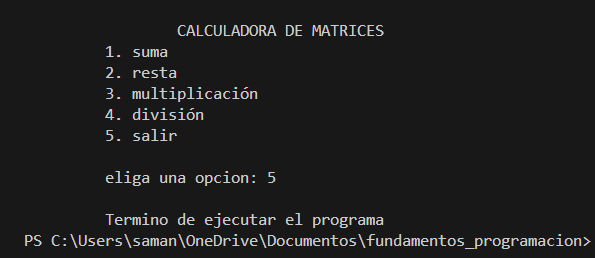 CALCULADORA DE MATRICES
1. suma
2. resta
3. multiplicación
4. división
5. salir
eliga una opcion: 5
Termino de ejecutar el programa
PS C:\Users\saman\OneDrive\Documentos\fundamentos_programacion>